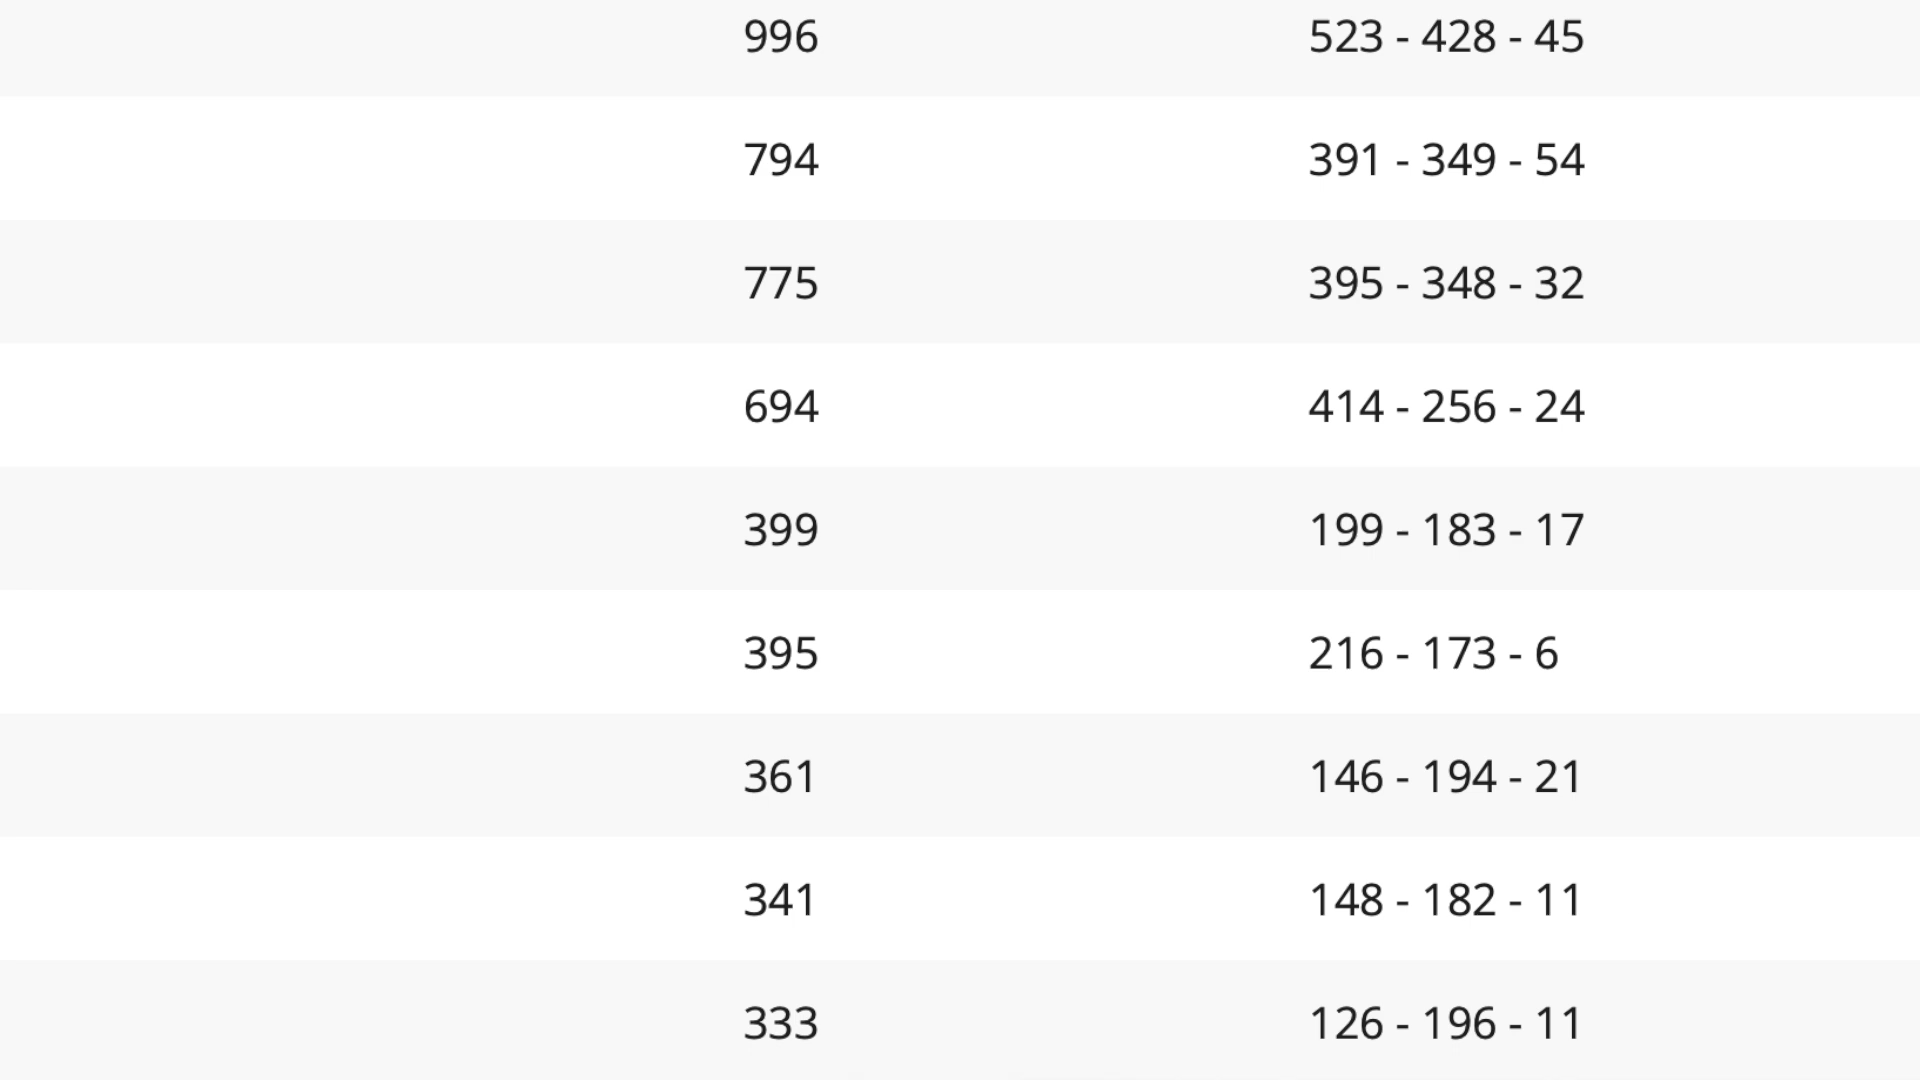 996 523 - 428 - 45
794 391 - 349 - 54
775 395 - 348 - 32
694 414 - 256 - 24
399 199 - 183 - 17
395 216 - 173 - 6
361 146 - 194 - 21
341 148 - 182 - 11
333 126 - 196 - 11